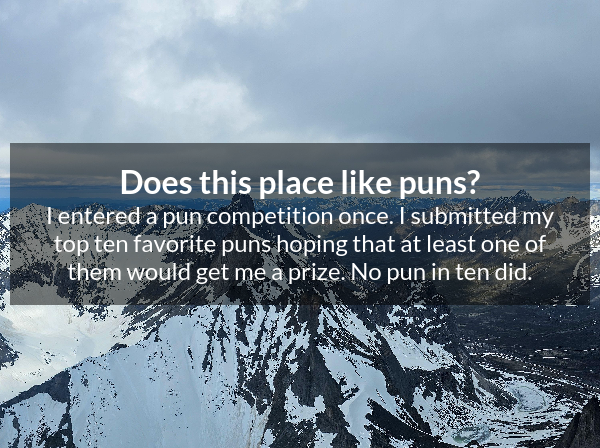 Does this place like puns?
I entered a pun competition once. I submitted my
top ten favorite puns hoping that at least one of
them would get me a prize. No pun in ten did.